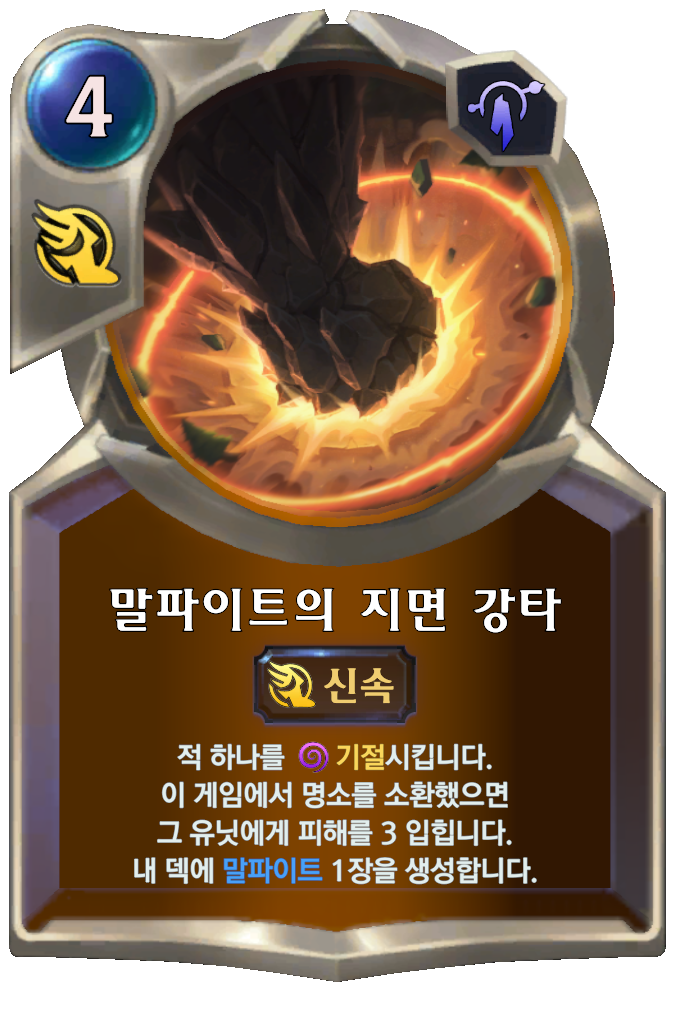 4
말파이트의 지면 강타
신속
적 하나를 기절시킵니다.
이 게임에서 명소를 소환했으면
그 유닛에게 피해를 3 입힙니다.
내 덱에 말파이트 1장을 생성합니다.